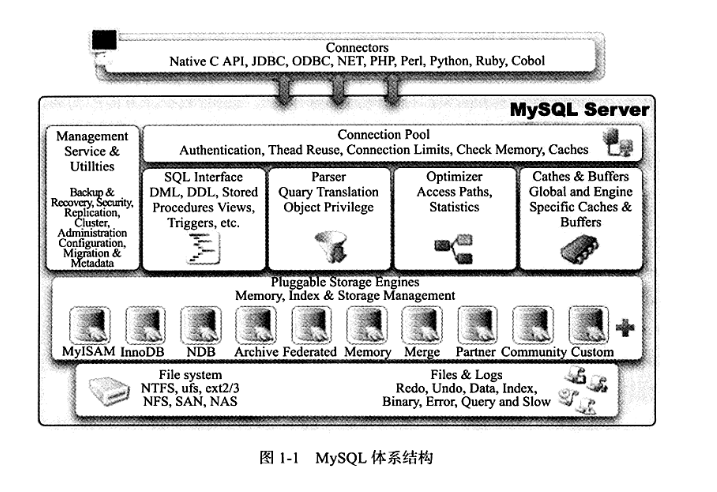 Connectors
Native C API, JDBC, ODBC, NET, PHP, Perl, Python, Ruby, Cobol
MySQL Server
Management
Service &
Utilities
Backup &
Recovery, Security,
Replication,
Cluster,
Administration
Configuration,
Migration &
Metadata
Connection Pool
Authentication, Thead Reuse, Connection Limits, Check Memory, Caches
SQL Interface
DML, DDL, Stored
Procedures Views,
Triggers, etc.
Parser
Quary Translation
Object Privilege
Optimizer
Access Paths,
Statistics
Cathes & Buffers
Global and Engine
Specific Caches &
Buffers
Pluggable Storage Engines
Memory, Index & Storage Management
MyISAM InnoDB NDB Archive Federated Memory Merge Partner Community Custom
File system
NTFS, ufs, ext2/3
NFS, SAN, NAS
Files & Logs
Redo, Undo, Data, Index,
Binary, Error, Query and Slow
图 1-1 MySQL 体系结构